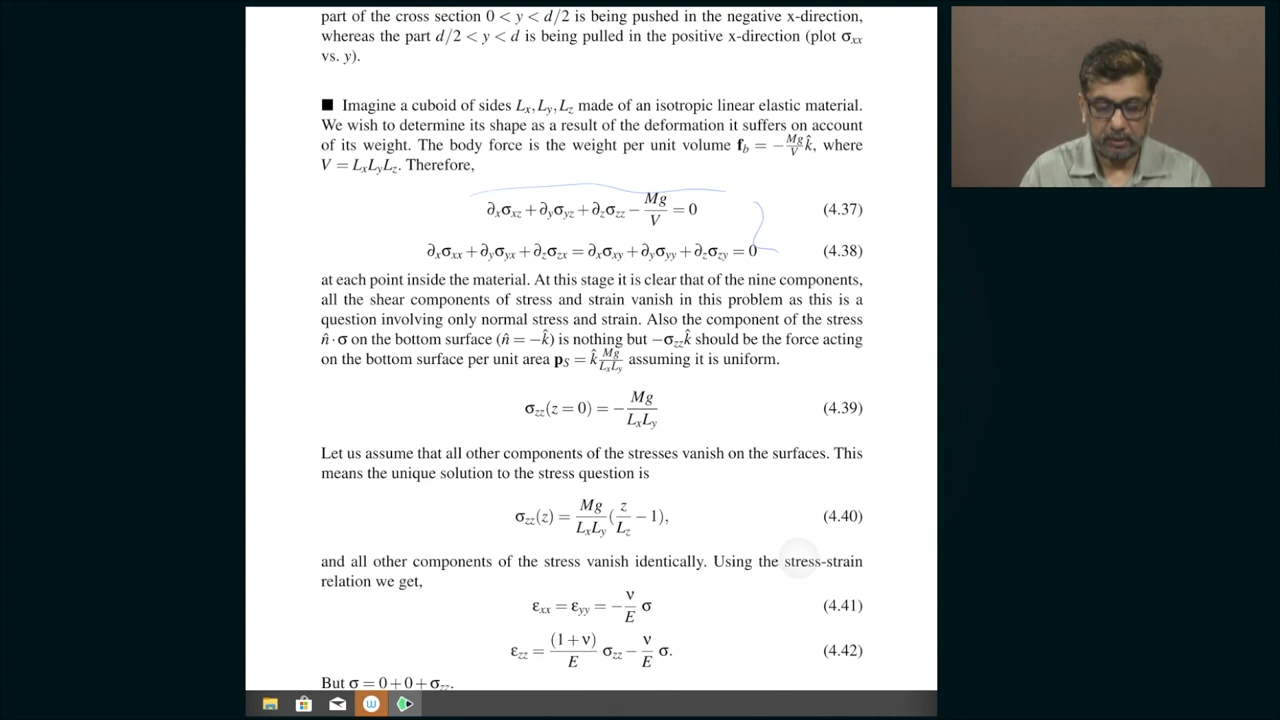 part of the cross section 0 < y < d/2 is being pushed in the negative x-direction,
whereas the part d/2 < y < d is being pulled in the positive x-direction (plot σxx
vs. y).
■ Imagine a cuboid of sides Lx, Ly, Lz made of an isotropic linear elastic material.
We wish to determine its shape as a result of the deformation it suffers on account
of its weight. The body force is the weight per unit volume f_b = −Mg/V k̂, where
V = LxLyLz. Therefore,
∂xσxz + ∂yσyz + ∂zσzz − Mg/V = 0 (4.37)
∂xσxx + ∂yσyx + ∂zσzx = ∂xσxy + ∂yσyy + ∂zσzy = 0 (4.38)
at each point inside the material. At this stage it is clear that of the nine components,
all the shear components of stress and strain vanish in this problem as this is a
question involving only normal stress and strain. Also the component of the stress
n̂ · σ on the bottom surface (n̂ = −k̂) is nothing but −σzz k̂ should be the force acting
on the bottom surface per unit area p_S = k̂ Mg/LxLy assuming it is uniform.
σzz(z = 0) = − Mg/LxLy (4.39)
Let us assume that all other components of the stresses vanish on the surfaces. This
means the unique solution to the stress question is
σzz(z) = Mg/LxLy (z/Lz − 1), (4.40)
and all other components of the stress vanish identically. Using the stress-strain
relation we get,
εxx = εyy = − ν/E σ (4.41)
εzz = (1+ν)/E σzz − ν/E σ. (4.42)
But σ = 0+0+σzz.